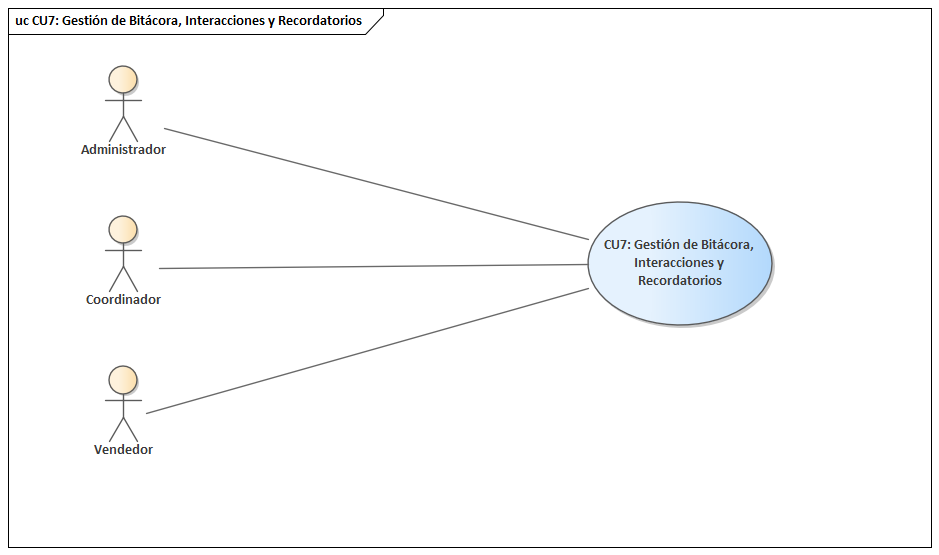 uc CU7: Gestión de Bitácora, Interacciones y Recordatorios
Administrador
Coordinador
Vendedor
CU7: Gestión de Bitácora,
Interacciones y
Recordatorios